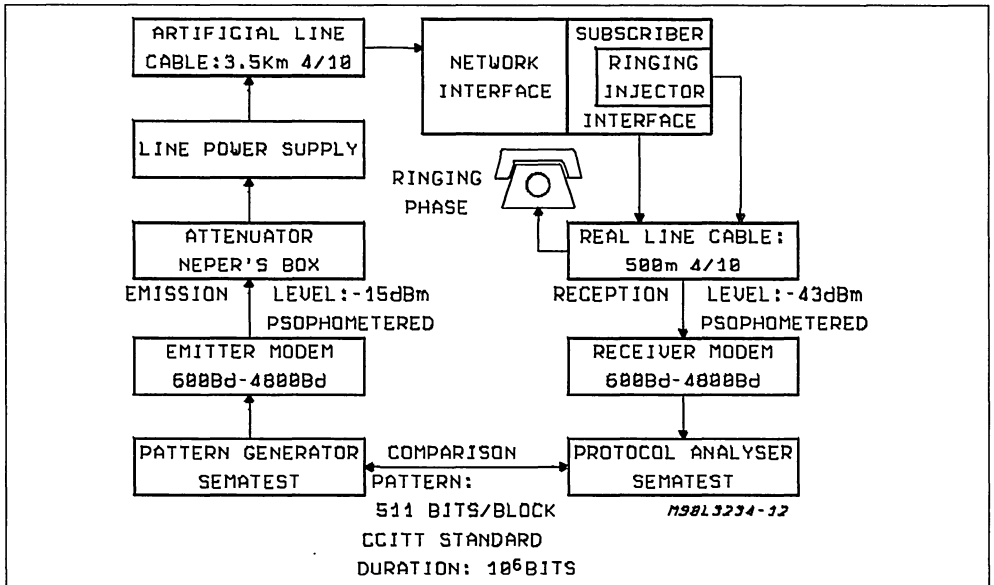 ARTIFICIAL LINE
CABLE:3.5Km 4/10
NETWORK
INTERFACE
SUBSCRIBER
RINGING
INJECTOR
INTERFACE
LINE POWER SUPPLY
RINGING
PHASE
ATTENUATOR
NEPER'S BOX
REAL LINE CABLE:
500m 4/10
EMISSION LEVEL:-15dBm
PSOPHOMETERED
RECEPTION LEVEL:-43dBm
PSOPHOMETERED
EMITTER MODEM
600Bd-4800Bd
RECEIVER MODEM
600Bd-4800Bd
PATTERN GENERATOR
SEMATEST
COMPARISON
PATTERN:
511 BITS/BLOCK
CCITT STANDARD
DURATION: 10⁶BITS
PROTOCOL ANALYSER
SEMATEST
M90L3234-12